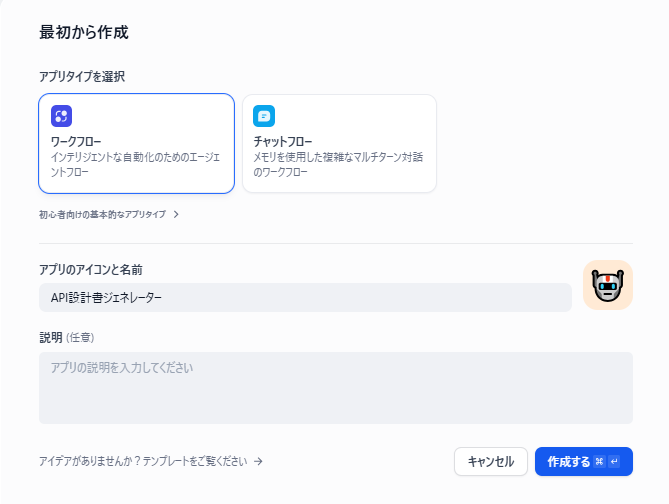 最初から作成
アプリタイプを選択
ワークフロー
インテリジェントな自動化のためのエージェ
ントフロー
チャットフロー
メモリを使用した複雑なマルチターン対話
のワークフロー
初心者向けの基本的なアプリタイプ
アプリのアイコンと名前
API設計書ジェネレーター
説明 (任意)
アプリの説明を入力してください
アイデアがありませんか？テンプレートをご覧ください →
キャンセル
作成する ⌘ ↵